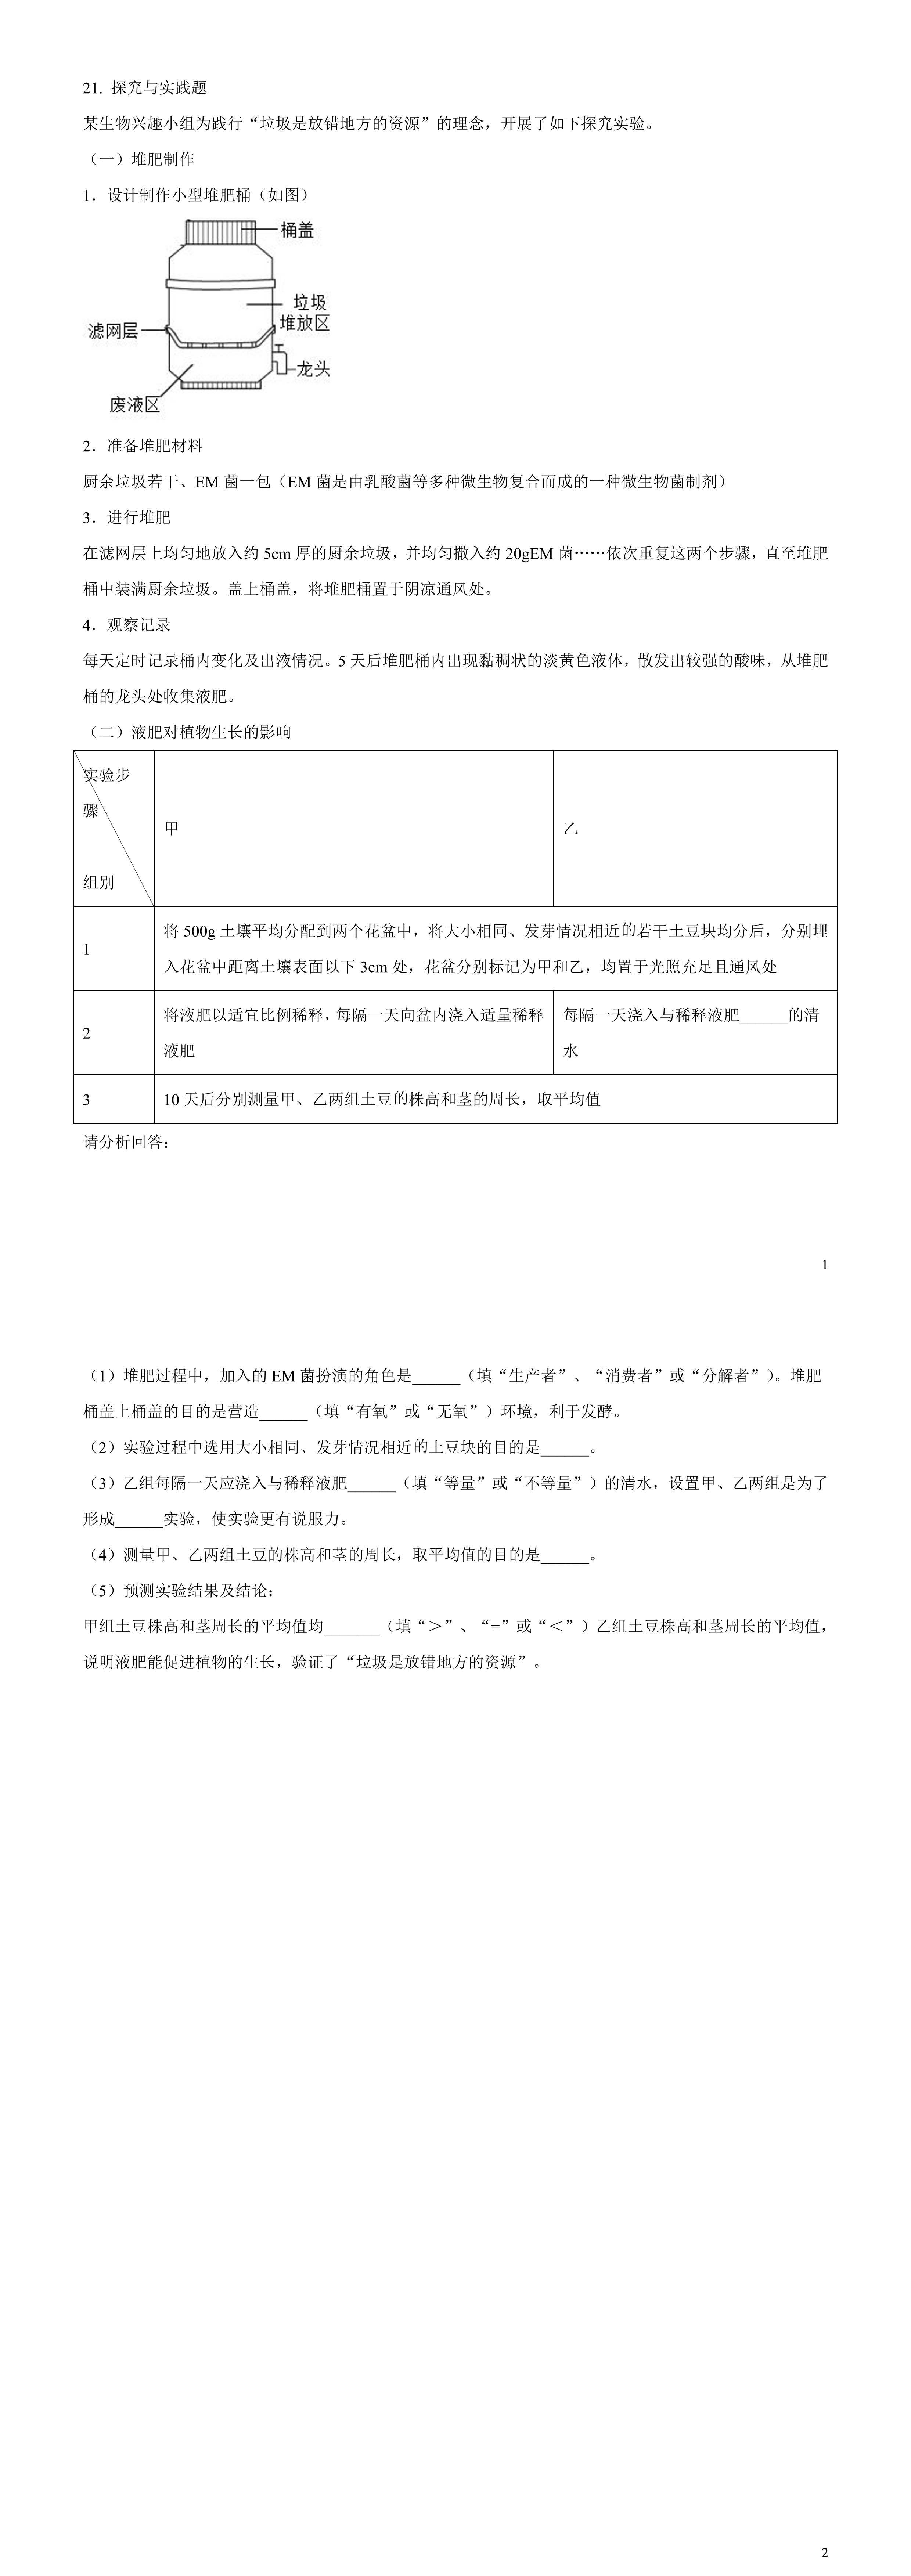 21. 探究与实践题
某生物兴趣小组为践行“垃圾是放错地方的资源”的理念，开展了如下探究实验。
（一）堆肥制作
1．设计制作小型堆肥桶（如图）
桶盖
垃圾
堆放区
滤网层
龙头
废液区
2．准备堆肥材料
厨余垃圾若干、EM 菌一包（EM 菌是由乳酸菌等多种微生物复合而成的一种微生物菌制剂）
3．进行堆肥
在滤网层上均匀地放入约 5cm 厚的厨余垃圾，并均匀撒入约 20gEM 菌……依次重复这两个步骤，直至堆肥
桶中装满厨余垃圾。盖上桶盖，将堆肥桶置于阴凉通风处。
4．观察记录
每天定时记录桶内变化及出液情况。5 天后堆肥桶内出现黏稠状的淡黄色液体，散发出较强的酸味，从堆肥
桶的龙头处收集液肥。
（二）液肥对植物生长的影响
实验步
骤
组别
甲
乙
1
将 500g 土壤平均分配到两个花盆中，将大小相同、发芽情况相近的若干土豆块均分后，分别埋
入花盆中距离土壤表面以下 3cm 处，花盆分别标记为甲和乙，均置于光照充足且通风处
2
将液肥以适宜比例稀释，每隔一天向盆内浇入适量稀释
液肥
每隔一天浇入与稀释液肥______的清
水
3
10 天后分别测量甲、乙两组土豆的株高和茎的周长，取平均值
请分析回答：
1
（1）堆肥过程中，加入的 EM 菌扮演的角色是______（填“生产者”、“消费者”或“分解者”）。堆肥
桶盖上桶盖的目的是营造______（填“有氧”或“无氧”）环境，利于发酵。
（2）实验过程中选用大小相同、发芽情况相近的土豆块的目的是______。
（3）乙组每隔一天应浇入与稀释液肥______（填“等量”或“不等量”）的清水，设置甲、乙两组是为了
形成______实验，使实验更有说服力。
（4）测量甲、乙两组土豆的株高和茎的周长，取平均值的目的是______。
（5）预测实验结果及结论：
甲组土豆株高和茎周长的平均值均_______（填“＞”、“=”或“＜”）乙组土豆株高和茎周长的平均值，
说明液肥能促进植物的生长，验证了“垃圾是放错地方的资源”。
2